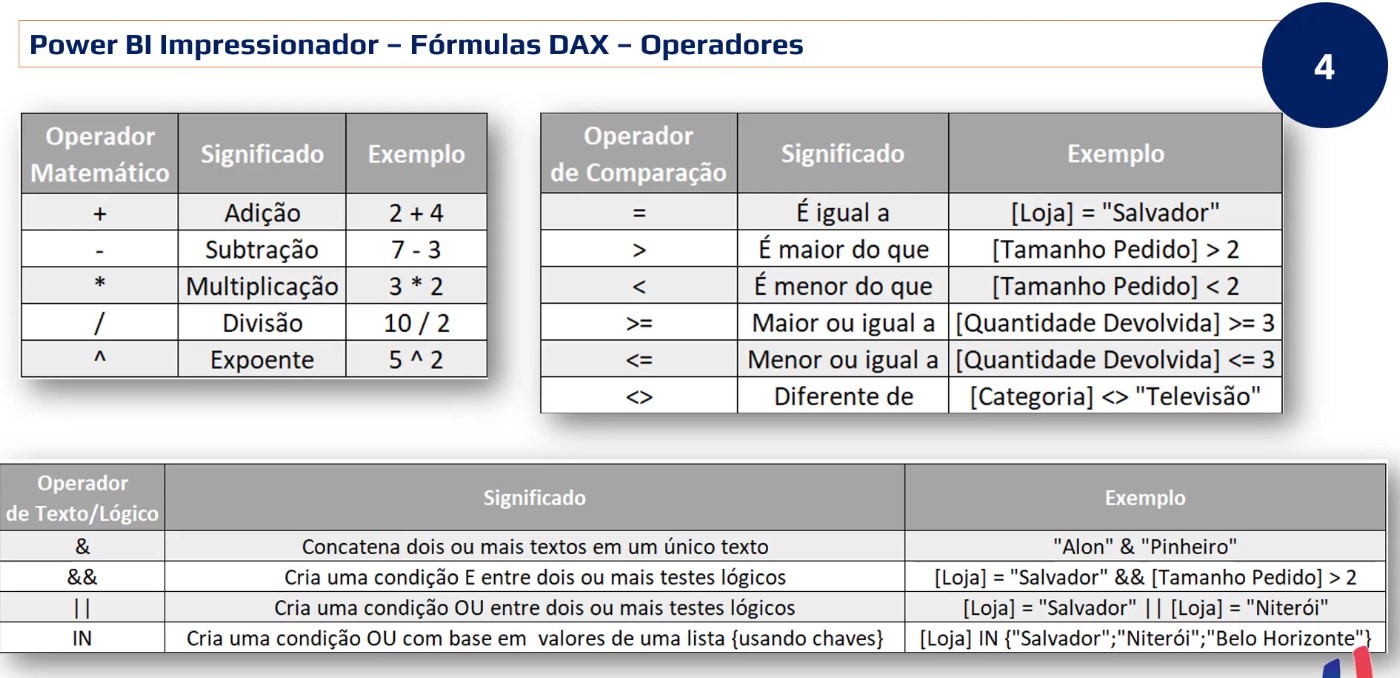 Power BI Impressionador – Fórmulas DAX – Operadores
4
Operador Matemático Significado Exemplo
+ Adição 2 + 4
- Subtração 7 - 3
* Multiplicação 3 * 2
/ Divisão 10 / 2
^ Expoente 5 ^ 2
Operador de Comparação Significado Exemplo
= É igual a [Loja] = "Salvador"
> É maior do que [Tamanho Pedido] > 2
< É menor do que [Tamanho Pedido] < 2
>= Maior ou igual a [Quantidade Devolvida] >= 3
<= Menor ou igual a [Quantidade Devolvida] <= 3
<> Diferente de [Categoria] <> "Televisão"
Operador de Texto/Lógico Significado Exemplo
& Concatena dois ou mais textos em um único texto "Alon" & "Pinheiro"
&& Cria uma condição E entre dois ou mais testes lógicos [Loja] = "Salvador" && [Tamanho Pedido] > 2
|| Cria uma condição OU entre dois ou mais testes lógicos [Loja] = "Salvador" || [Loja] = "Niterói"
IN Cria uma condição OU com base em valores de uma lista {usando chaves} [Loja] IN {"Salvador";"Niterói";"Belo Horizonte"}